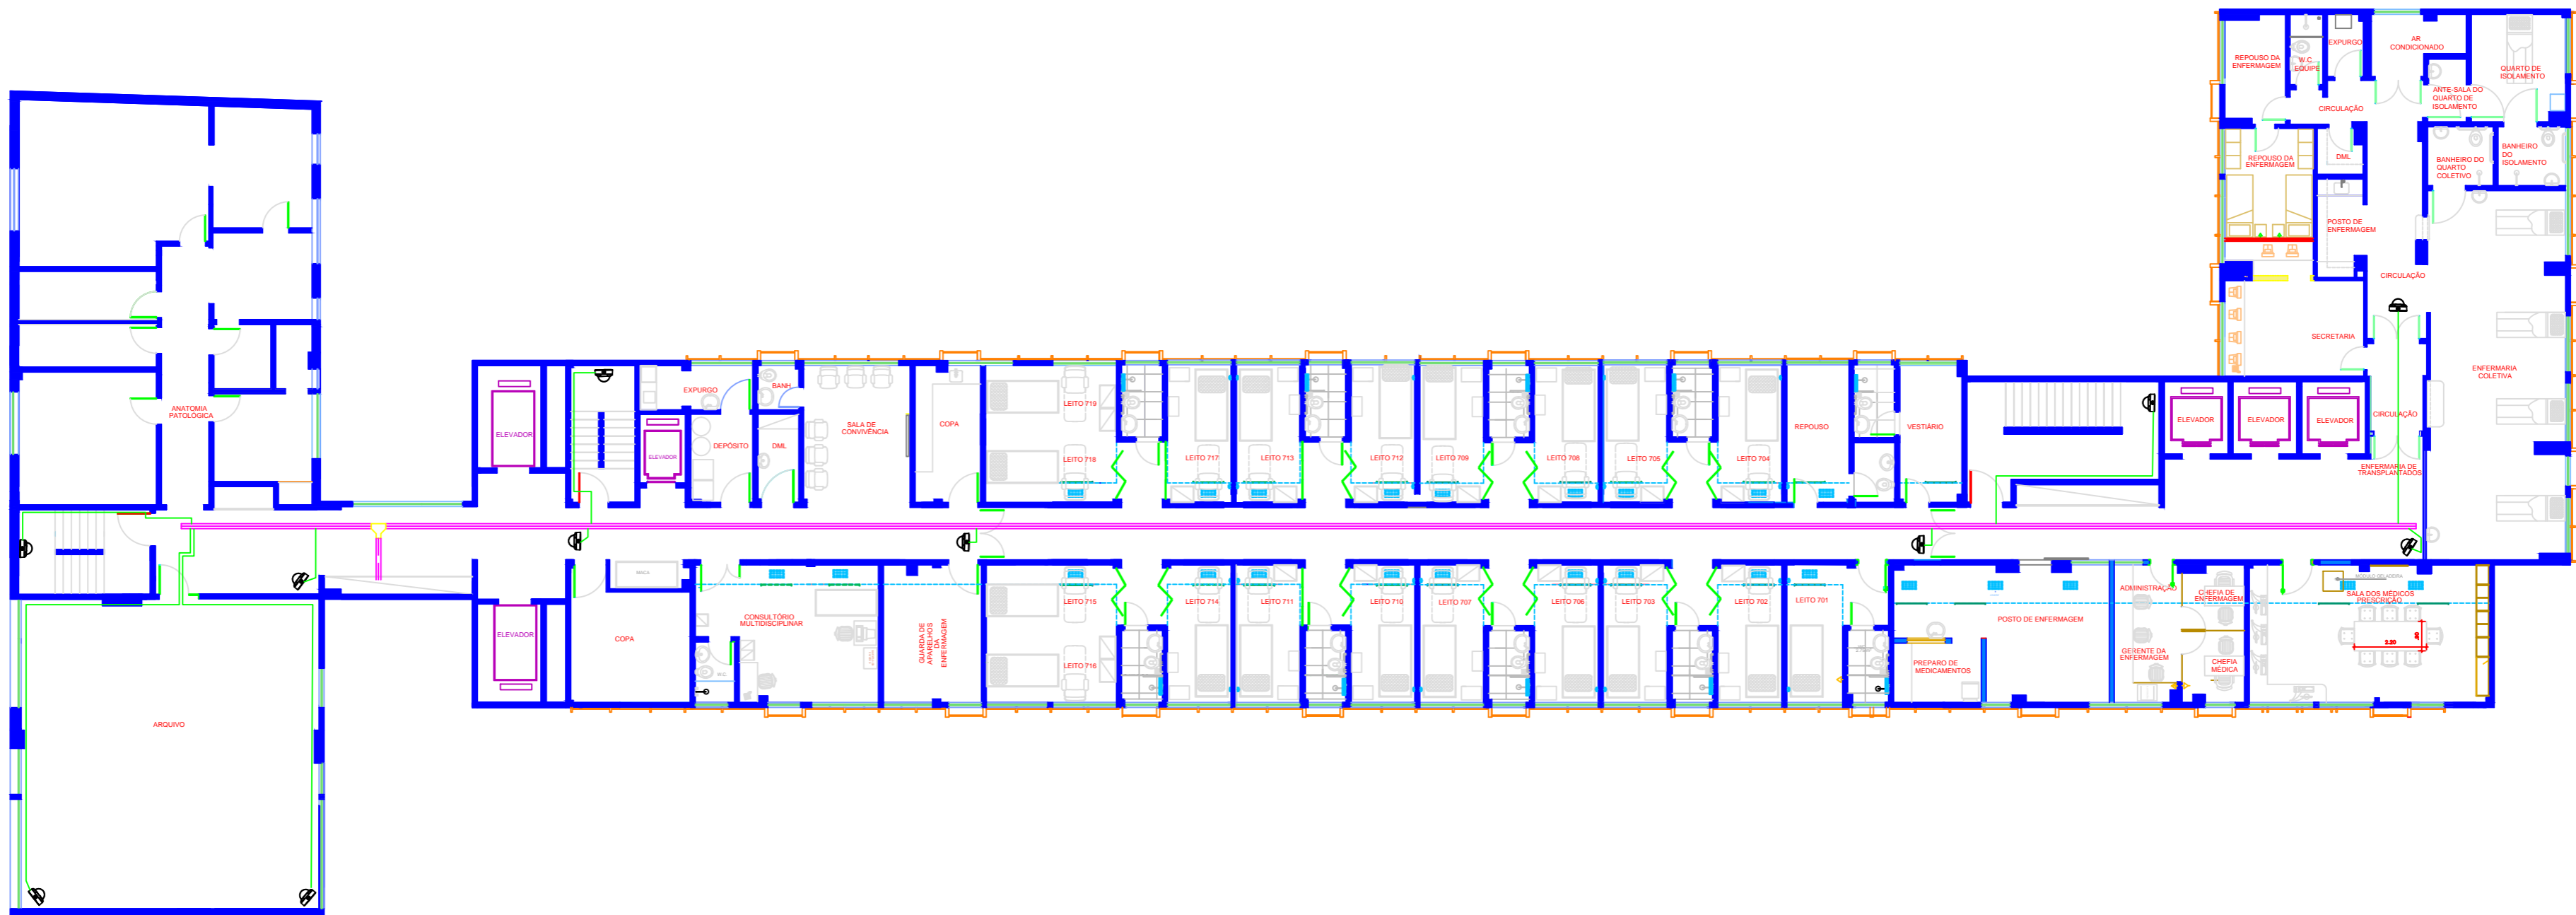 REPOUSO DA
ENFERMAGEM
W.C.
EQUIPE
EXPURGO
AR
CONDICIONADO
QUARTO DE
ISOLAMENTO
ANTE-SALA DO
QUARTO DE
ISOLAMENTO
CIRCULAÇÃO
REPOUSO DA
ENFERMAGEM
DML
BANHEIRO DO
QUARTO
COLETIVO
BANHEIRO
DO
ISOLAMENTO
POSTO DE
ENFERMAGEM
CIRCULAÇÃO
SECRETARIA
ENFERMARIA
COLETIVA
CIRCULAÇÃO
ENFERMARIA DE
TRANSPLANTADOS
ELEVADOR
ELEVADOR
ELEVADOR
ANATOMIA
PATOLÓGICA
ELEVADOR
ELEVADOR
EXPURGO
BANH.
DEPÓSITO
DML
SALA DE
CONVIVÊNCIA
COPA
LEITO 719
LEITO 718
LEITO 717
LEITO 713
LEITO 712
LEITO 709
LEITO 708
LEITO 705
LEITO 704
REPOUSO
VESTIÁRIO
ELEVADOR
COPA
MACA
CONSULTÓRIO
MULTIDISCIPLINAR
W.C.
GUARDA DE
APARELHOS
DA
ENFERMAGEM
LEITO 715
LEITO 716
LEITO 714
LEITO 711
LEITO 710
LEITO 707
LEITO 706
LEITO 703
LEITO 702
LEITO 701
PREPARO DE
MEDICAMENTOS
POSTO DE ENFERMAGEM
ADMINISTRAÇÃO
CHEFIA DE
ENFERMAGEM
GERENTE DA
ENFERMAGEM
CHEFIA
MÉDICA
SALA DOS MÉDICOS
PRESCRIÇÃO
2.20
ARQUIVO